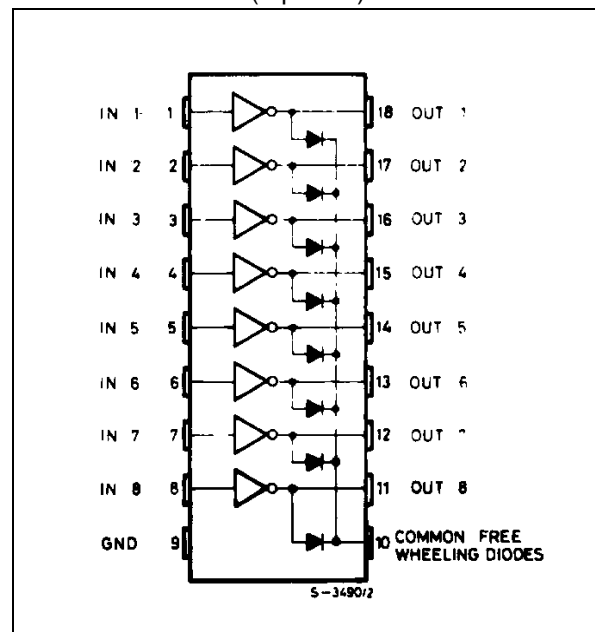 IN 1 1 18 OUT 1
IN 2 2 17 OUT 2
IN 3 3 16 OUT 3
IN 4 4 15 OUT 4
IN 5 5 14 OUT 5
IN 6 6 13 OUT 6
IN 7 7 12 OUT
IN 8 8 11 OUT 8
GND 9 10 COMMON FREE
WHEELING DIODES
S-3490/2